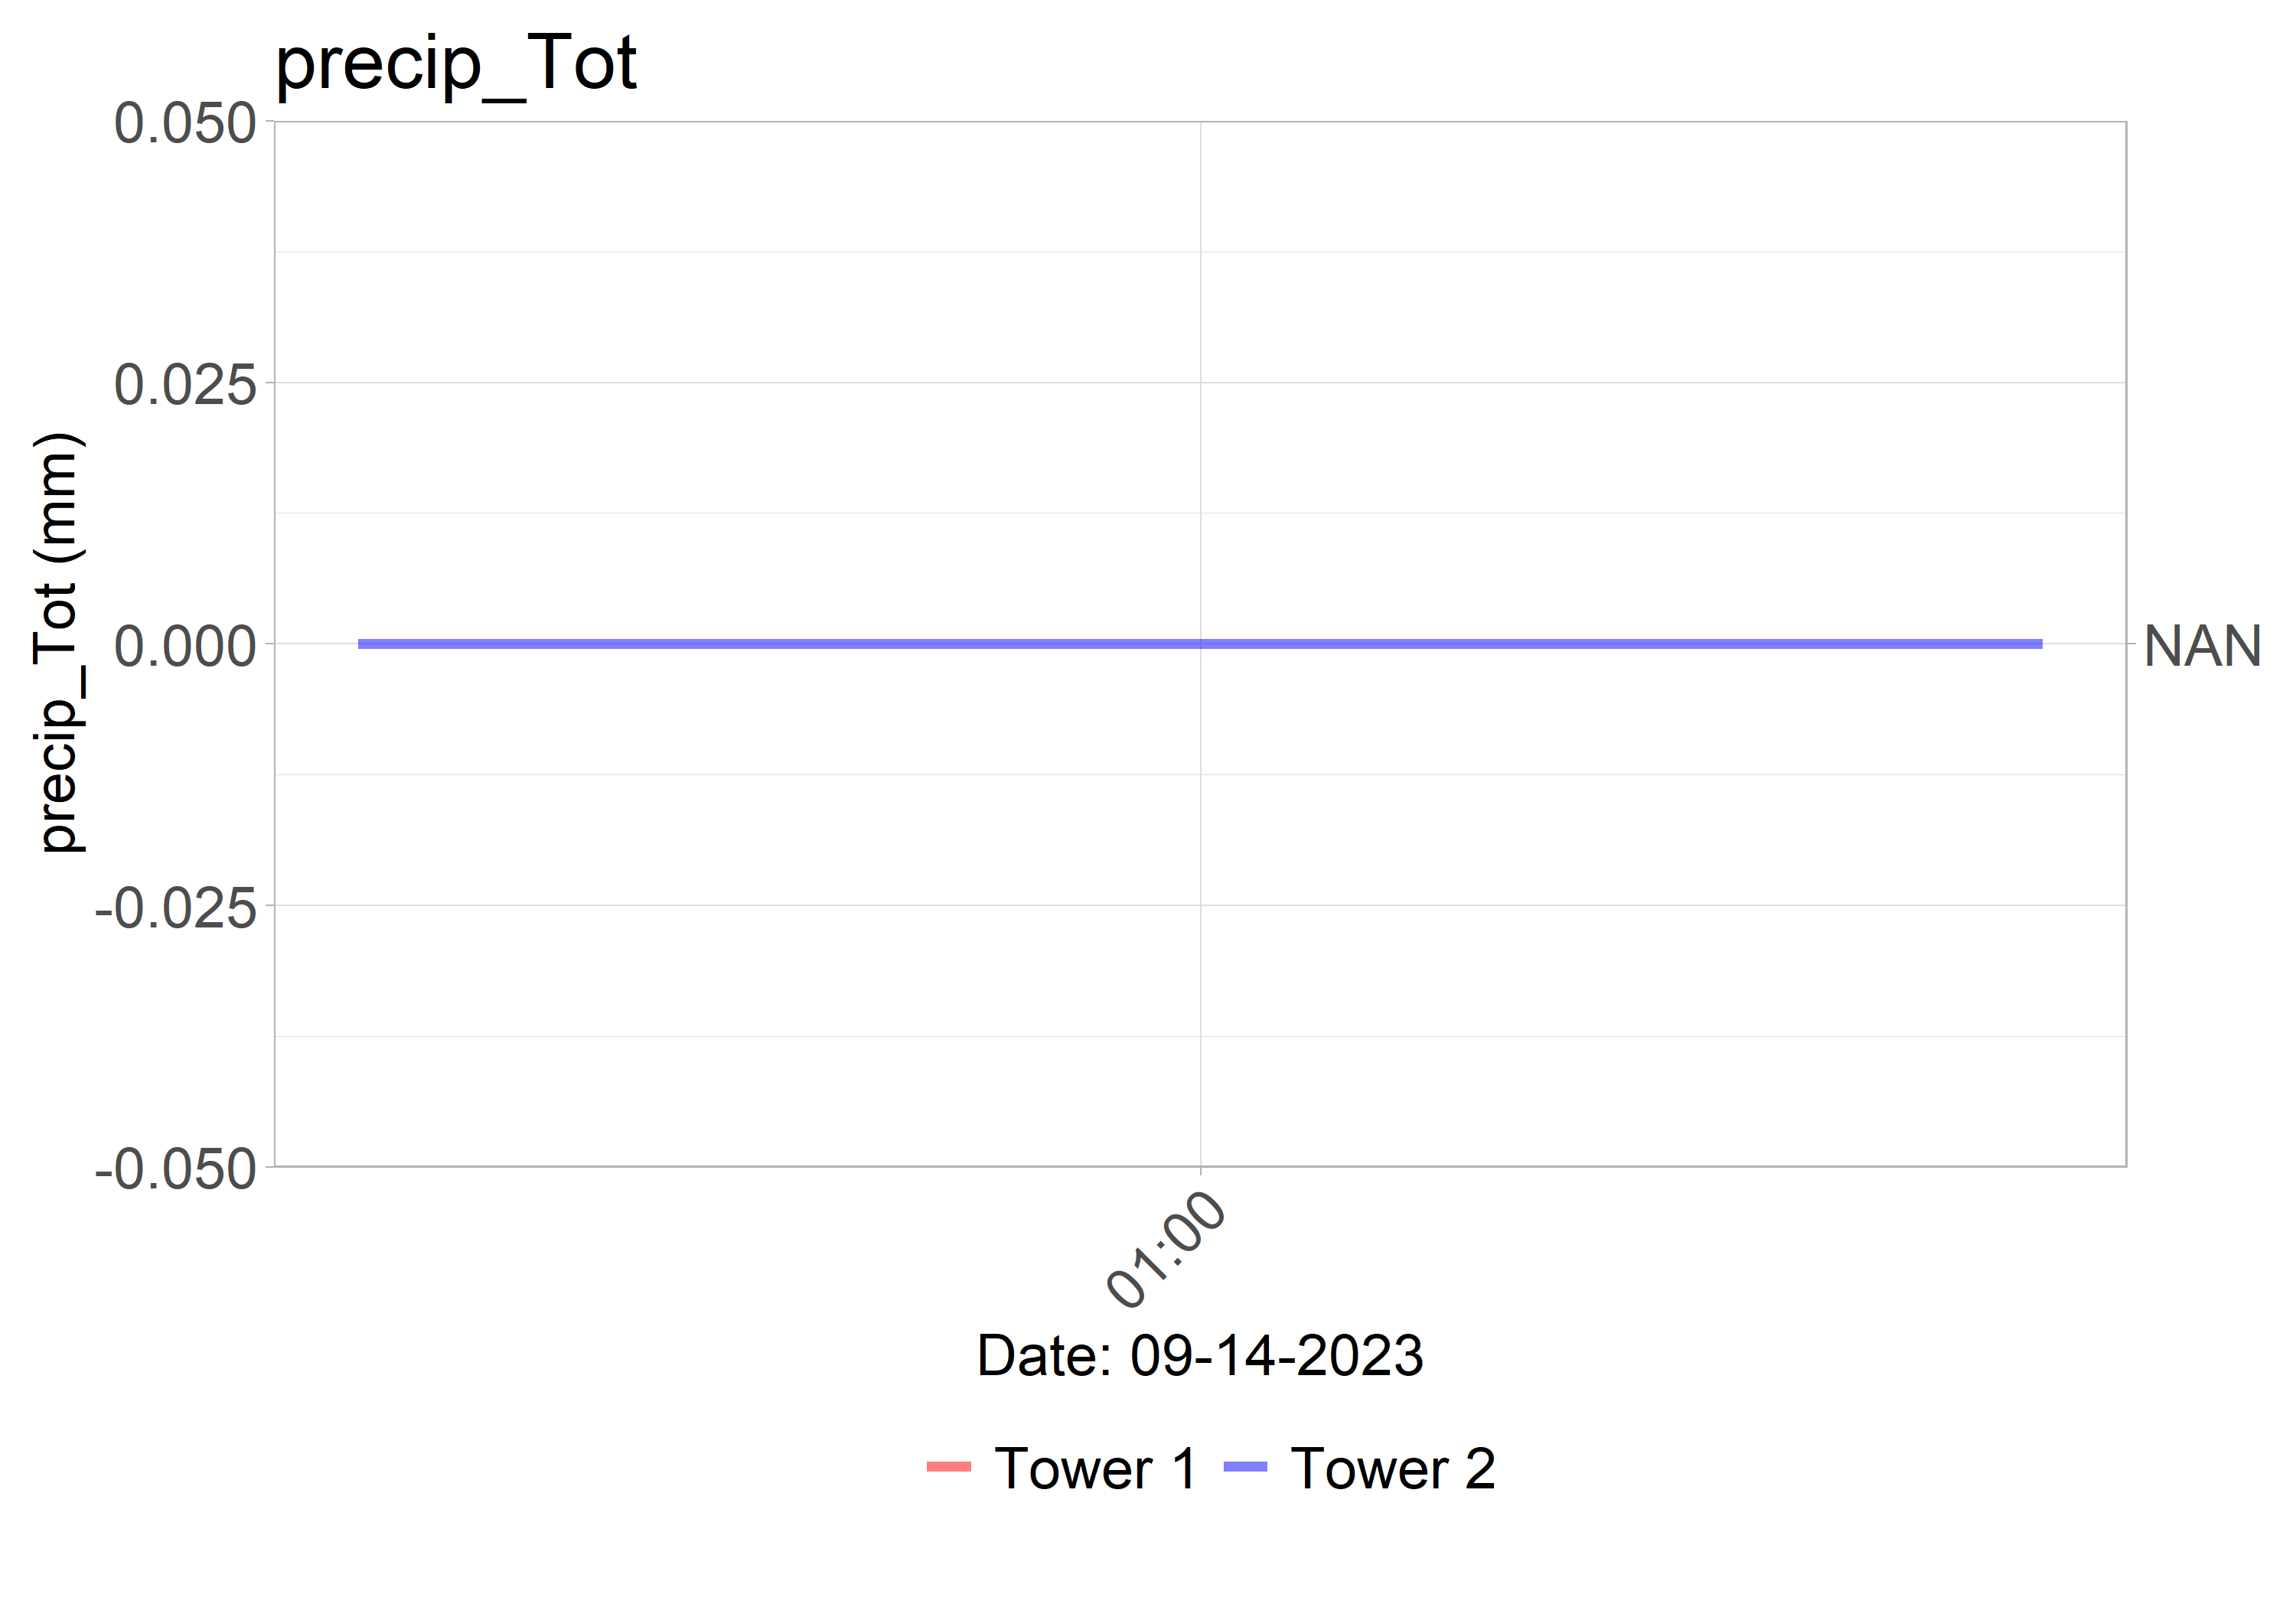 precip_Tot
precip_Tot (mm)
0.050
0.025
0.000
-0.025
-0.050
NAN
01:00
Date: 09-14-2023
Tower 1 Tower 2